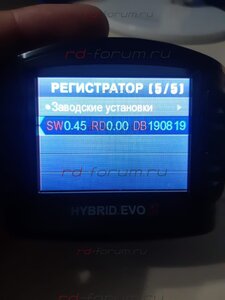 rd-forum.ru
РЕГИСТРАТОР [5/5]
Заводские установки
SW0.45 RD0.00 DB190819
HYBRID EVO
rd-forum.ru